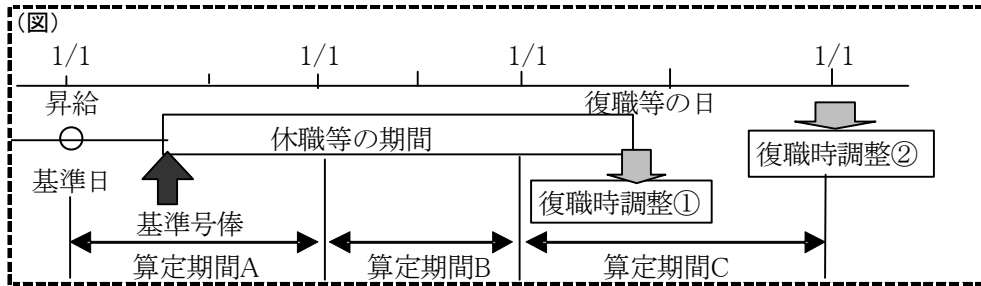 (図)
1/1 1/1 1/1 1/1
昇給 復職等の日
休職等の期間
復職時調整②
基準日
復職時調整①
基準号俸
算定期間A 算定期間B 算定期間C